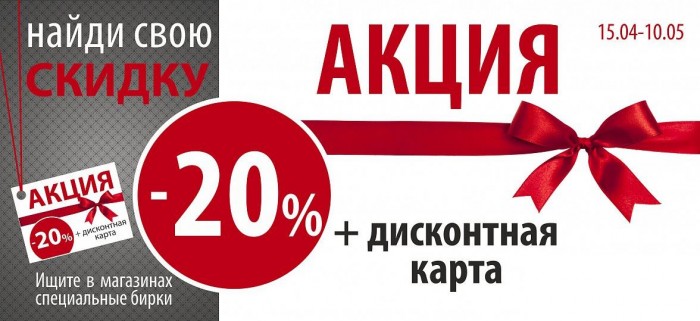 найди свою
СКИДКУ
АКЦИЯ
-20% + дисконтная
карта
Ищите в магазинах
специальные бирки
АКЦИЯ
15.04-10.05
-20%
+ дисконтная
карта